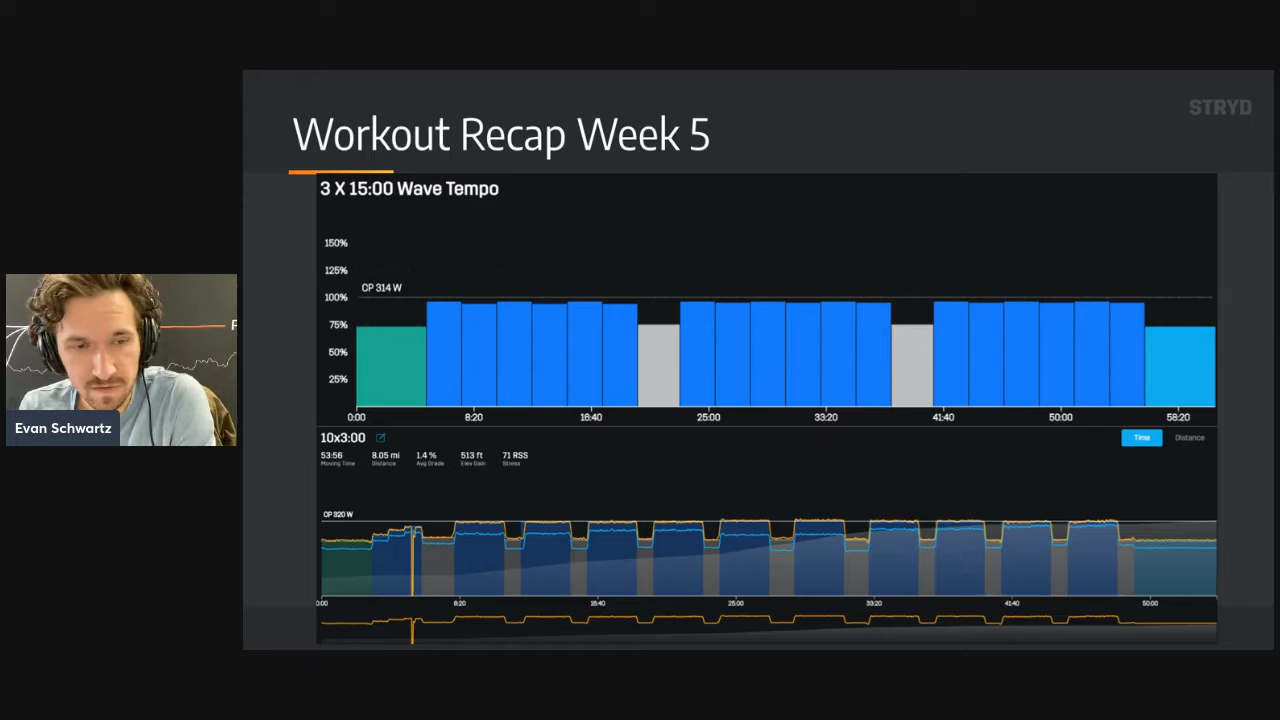 STRYD
Workout Recap Week 5
3 X 15:00 Wave Tempo
150%
125%
CP 314 W
100%
75%
50%
25%
0:00 8:20 16:40 25:00 33:20 41:40 50:00 58:20
10x3:00 Time Distance
53:56 8.05 mi 1.4 % 513 ft 71 RSS
Moving Time Distance Avg Grade Elev Gain Stress
CP 320 W
0:00 8:20 16:40 25:00 33:20 41:40 50:00
Evan Schwartz